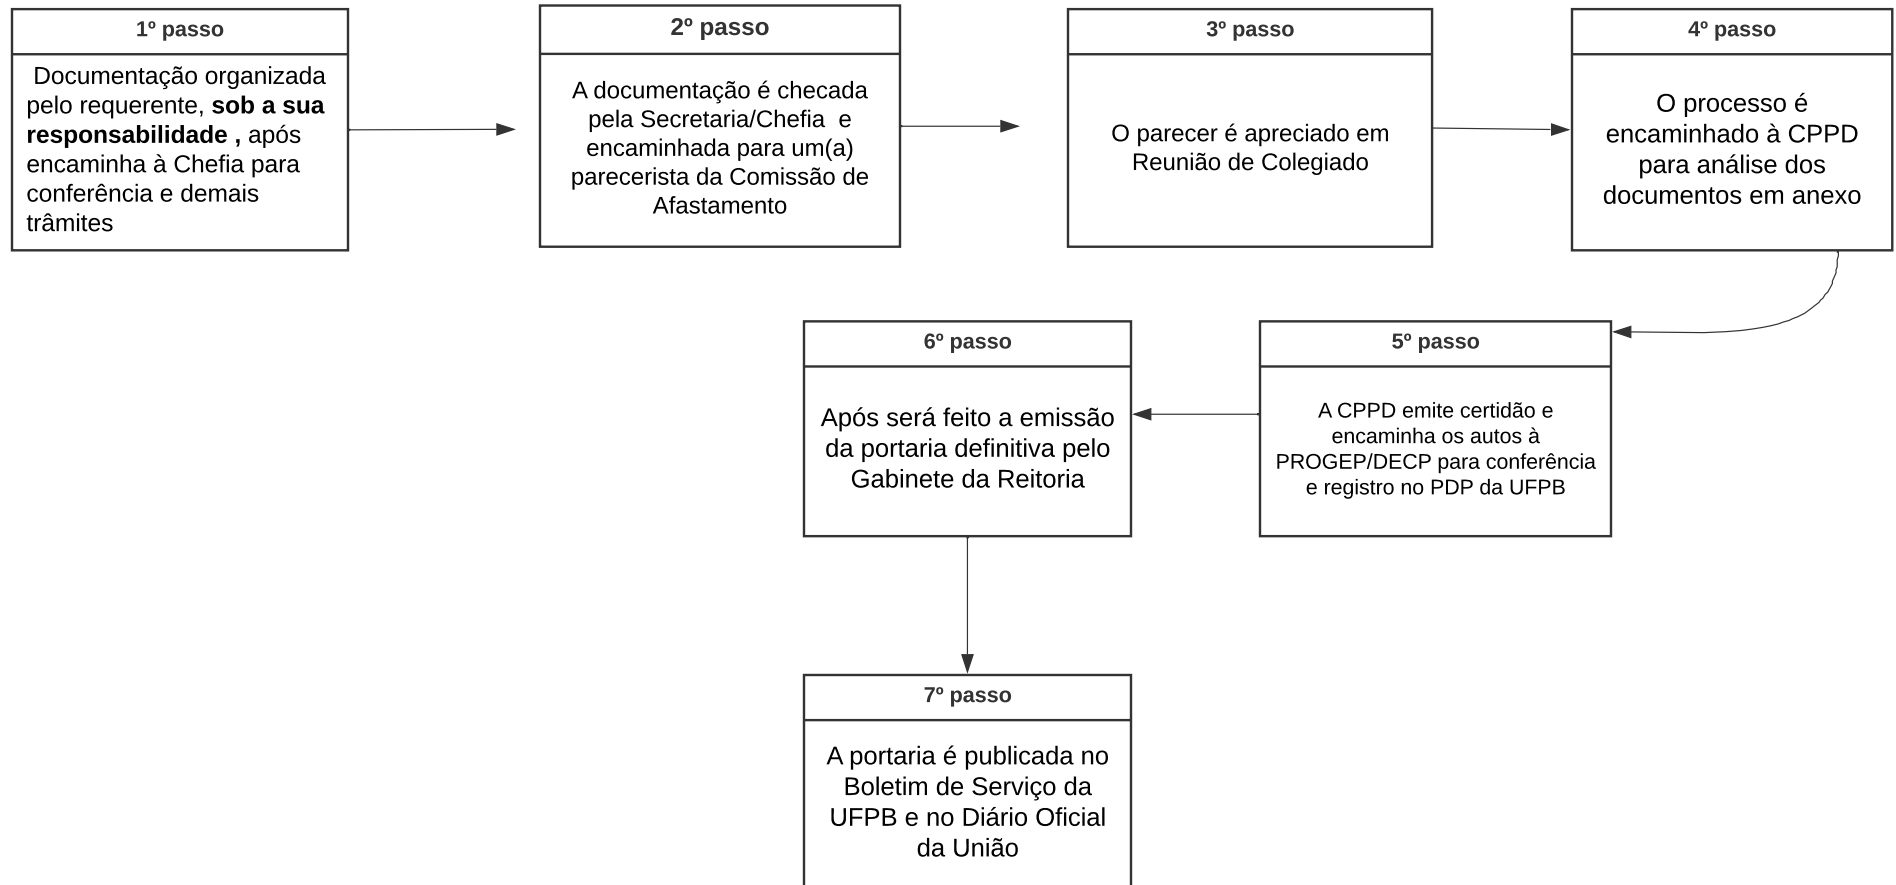 1º passo
Documentação organizada
pelo requerente, sob a sua
responsabilidade , após
encaminha à Chefia para
conferência e demais
trâmites
2º passo
A documentação é checada
pela Secretaria/Chefia e
encaminhada para um(a)
parecerista da Comissão de
Afastamento
3º passo
O parecer é apreciado em
Reunião de Colegiado
4º passo
O processo é
encaminhado à CPPD
para análise dos
documentos em anexo
5º passo
A CPPD emite certidão e
encaminha os autos à
PROGEP/DECP para conferência
e registro no PDP da UFPB
6º passo
Após será feito a emissão
da portaria definitiva pelo
Gabinete da Reitoria
7º passo
A portaria é publicada no
Boletim de Serviço da
UFPB e no Diário Oficial
da União